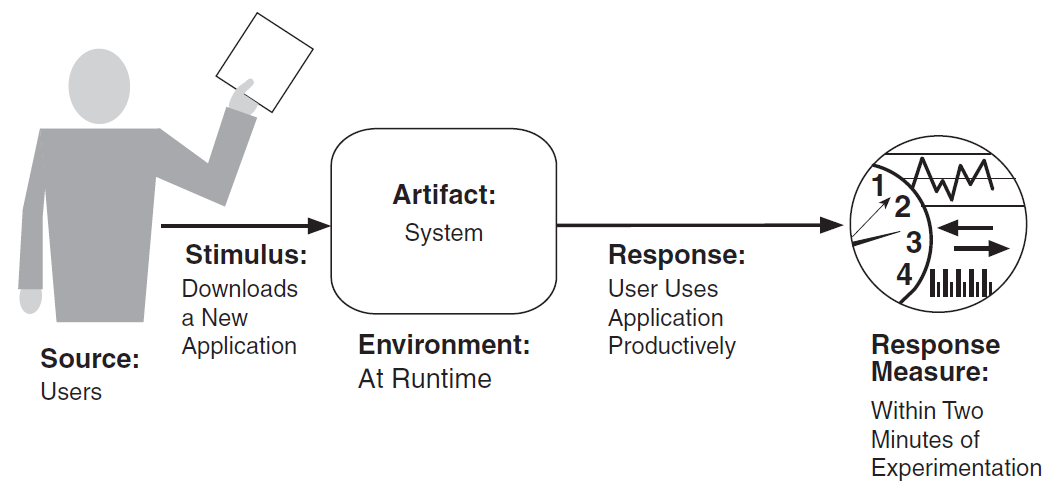 Source:
Users
Stimulus:
Downloads
a New
Application
Artifact:
System
Environment:
At Runtime
Response:
User Uses
Application
Productively
1
2
3
4
Response
Measure:
Within Two
Minutes of
Experimentation